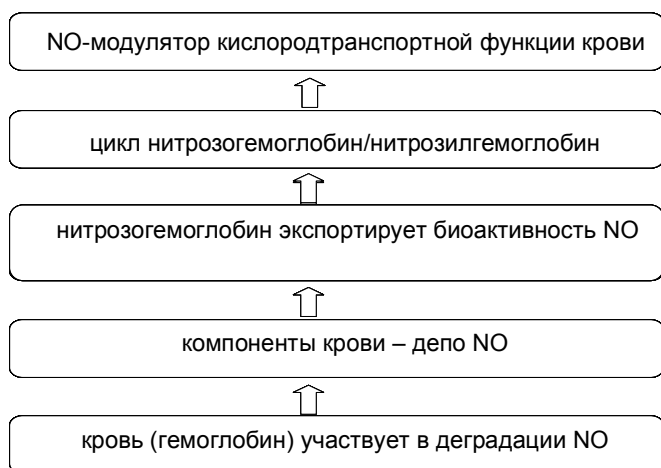 NO-модулятор кислородтранспортной функции крови
цикл нитрозогемоглобин/нитрозилгемоглобин
нитрозогемоглобин экспортирует биоактивность NO
компоненты крови – депо NO
кровь (гемоглобин) участвует в деградации NO